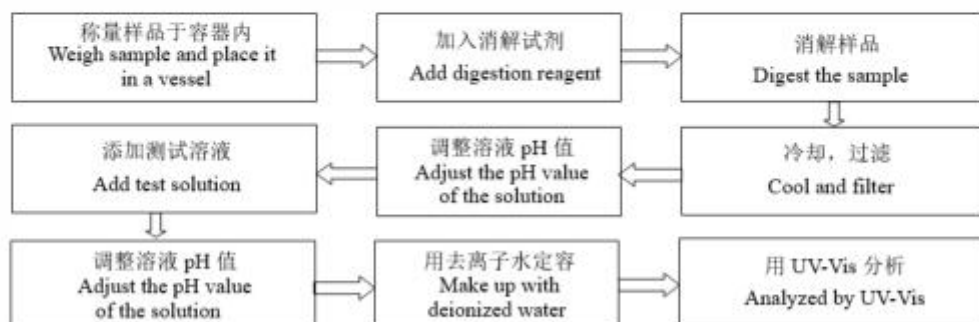 称量样品于容器内
Weigh sample and place it
in a vessel
加入消解试剂
Add digestion reagent
消解样品
Digest the sample
冷却，过滤
Cool and filter
调整溶液 pH 值
Adjust the pH value
of the solution
添加测试溶液
Add test solution
调整溶液 pH 值
Adjust the pH value
of the solution
用去离子水定容
Make up with
deionized water
用 UV-Vis 分析
Analyzed by UV-Vis